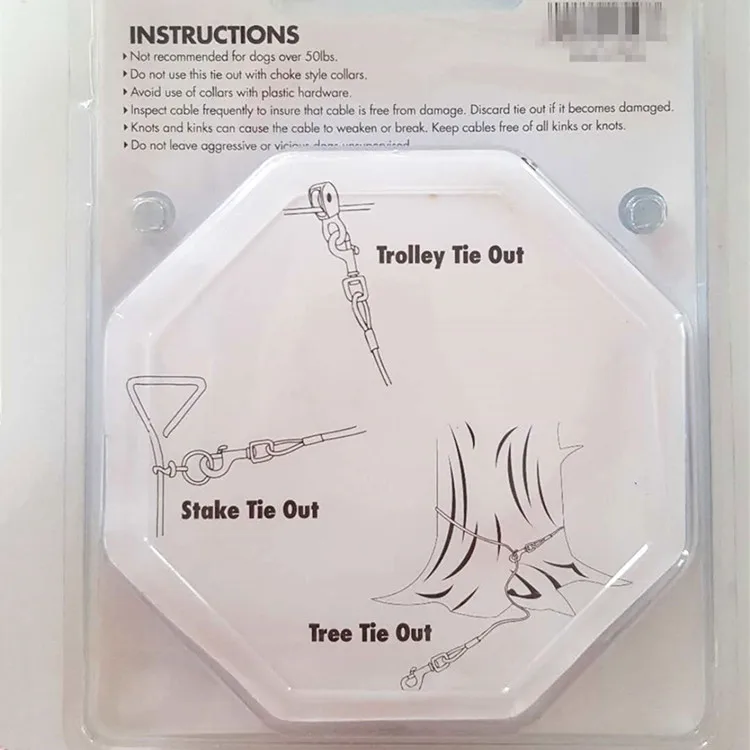 INSTRUCTIONS
▸Not recommended for dogs over 50lbs.
▸Do not use this tie out with choke style collars.
▸Avoid use of collars with plastic hardware.
▸Inspect cable frequently to insure that cable is free from damage. Discard tie out if it becomes damaged.
▸Knots and kinks can cause the cable to weaken or break. Keep cables free of all kinks or knots.
▸Do not leave aggressive or vicious dogs unsupervised
Trolley Tie Out
Stake Tie Out
Tree Tie Out